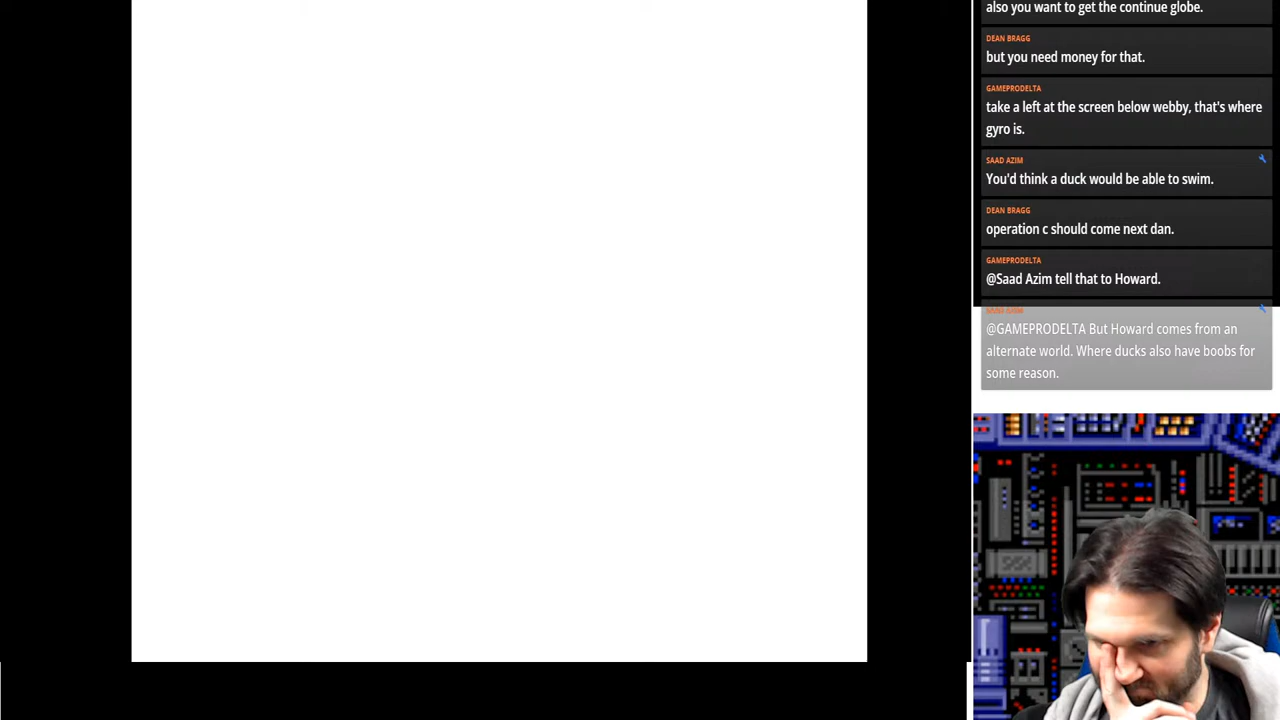 also you want to get the continue globe.
DEAN BRAGG
but you need money for that.
GAMEPRODELTA
take a left at the screen below webby, that's where
gyro is.
SAAD AZIM
You'd think a duck would be able to swim.
DEAN BRAGG
operation c should come next dan.
GAMEPRODELTA
@Saad Azim tell that to Howard.
SAAD AZIM
@GAMEPRODELTA But Howard comes from an
alternate world. Where ducks also have boobs for
some reason.